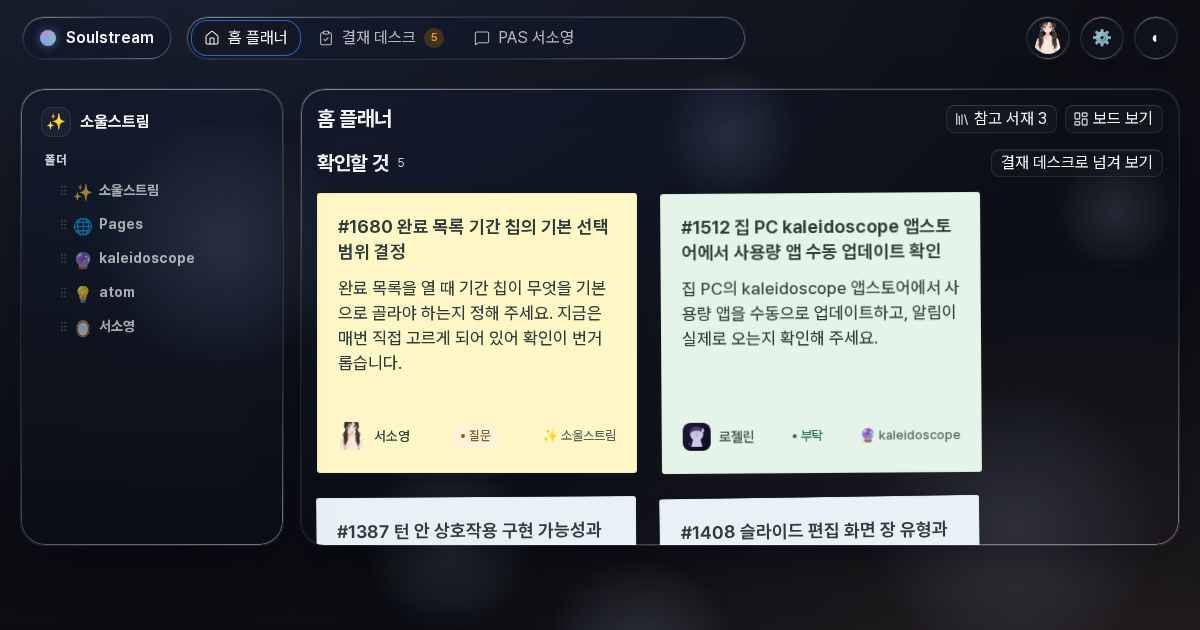 Soulstream
홈 플래너
결재 데스크 5
PAS 서소영
소울스트림
폴더
소울스트림
Pages
kaleidoscope
atom
서소영
홈 플래너
참고 서재 3
보드 보기
확인할 것 5
결재 데스크로 넘겨 보기
#1680 완료 목록 기간 칩의 기본 선택
범위 결정
완료 목록을 열 때 기간 칩이 무엇을 기본
으로 골라야 하는지 정해 주세요. 지금은
매번 직접 고르게 되어 있어 확인이 번거
롭습니다.
서소영
• 질문
소울스트림
#1512 집 PC kaleidoscope 앱스토
어에서 사용량 앱 수동 업데이트 확인
집 PC의 kaleidoscope 앱스토어에서 사
용량 앱을 수동으로 업데이트하고, 알림이
실제로 오는지 확인해 주세요.
로젤린
• 부탁
kaleidoscope
#1387 턴 안 상호작용 구현 가능성과
#1408 슬라이드 편집 화면 장 유형과